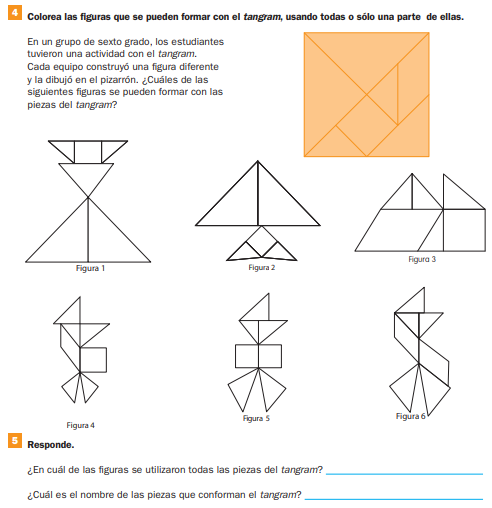 4 Colorea las figuras que se pueden formar con el tangram, usando todas o sólo una parte de ellas.
En un grupo de sexto grado, los estudiantes
tuvieron una actividad con el tangram.
Cada equipo construyó una figura diferente
y la dibujó en el pizarrón. ¿Cuáles de las
siguientes figuras se pueden formar con las
piezas del tangram?
Figura 1
Figura 2
Figura 3
Figura 4
Figura 5
Figura 6
5 Responde.
¿En cuál de las figuras se utilizaron todas las piezas del tangram?
¿Cuál es el nombre de las piezas que conforman el tangram?